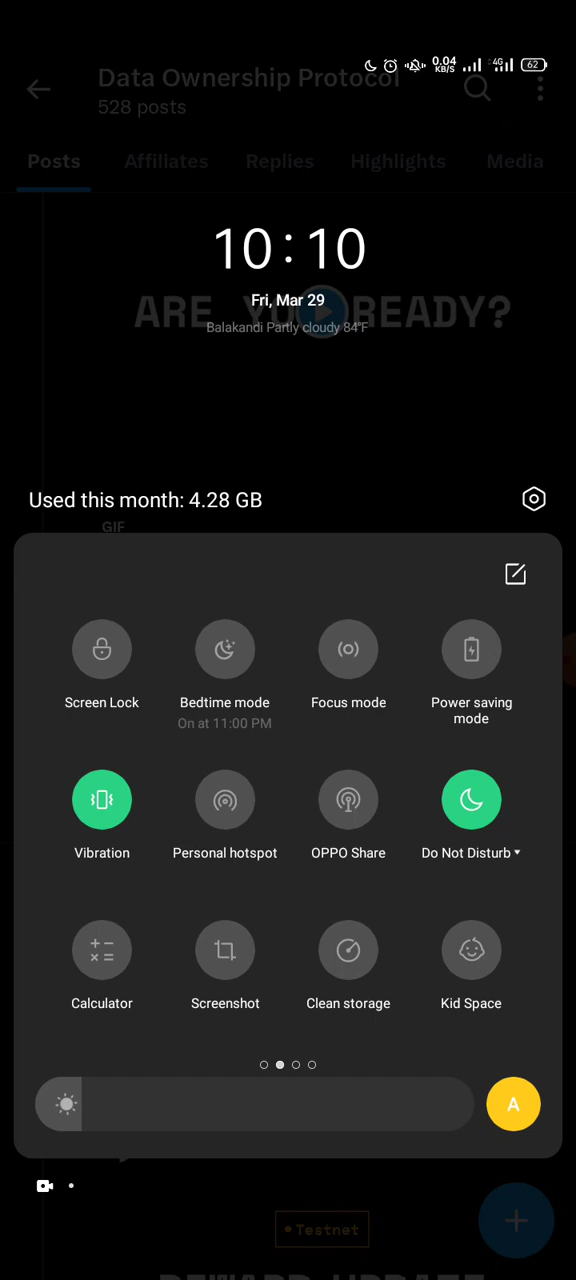 0.04 KB/S 4G 62
Data Ownership Protocol
528 posts
Posts Affiliates Replies Highlights Media
10:10
Fri, Mar 29
ARE YOU READY?
Balakandi Partly cloudy 84°F
Used this month: 4.28 GB
GIF
Screen Lock Bedtime mode Focus mode Power saving
On at 11:00 PM mode
Vibration Personal hotspot OPPO Share Do Not Disturb
Calculator Screenshot Clean storage Kid Space
A
Testnet
REWARD UPDATE